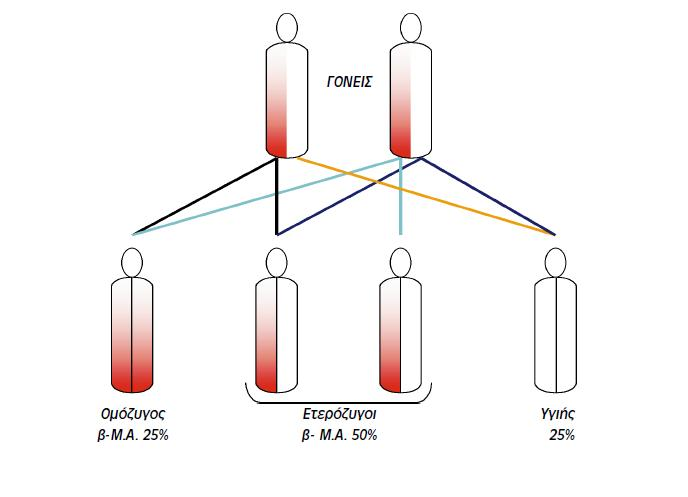 ΓΟΝΕΙΣ
Ομόζυγος
β-Μ.Α. 25%
Ετερόζυγοι
β- Μ.Α. 50%
Υγιής
25%